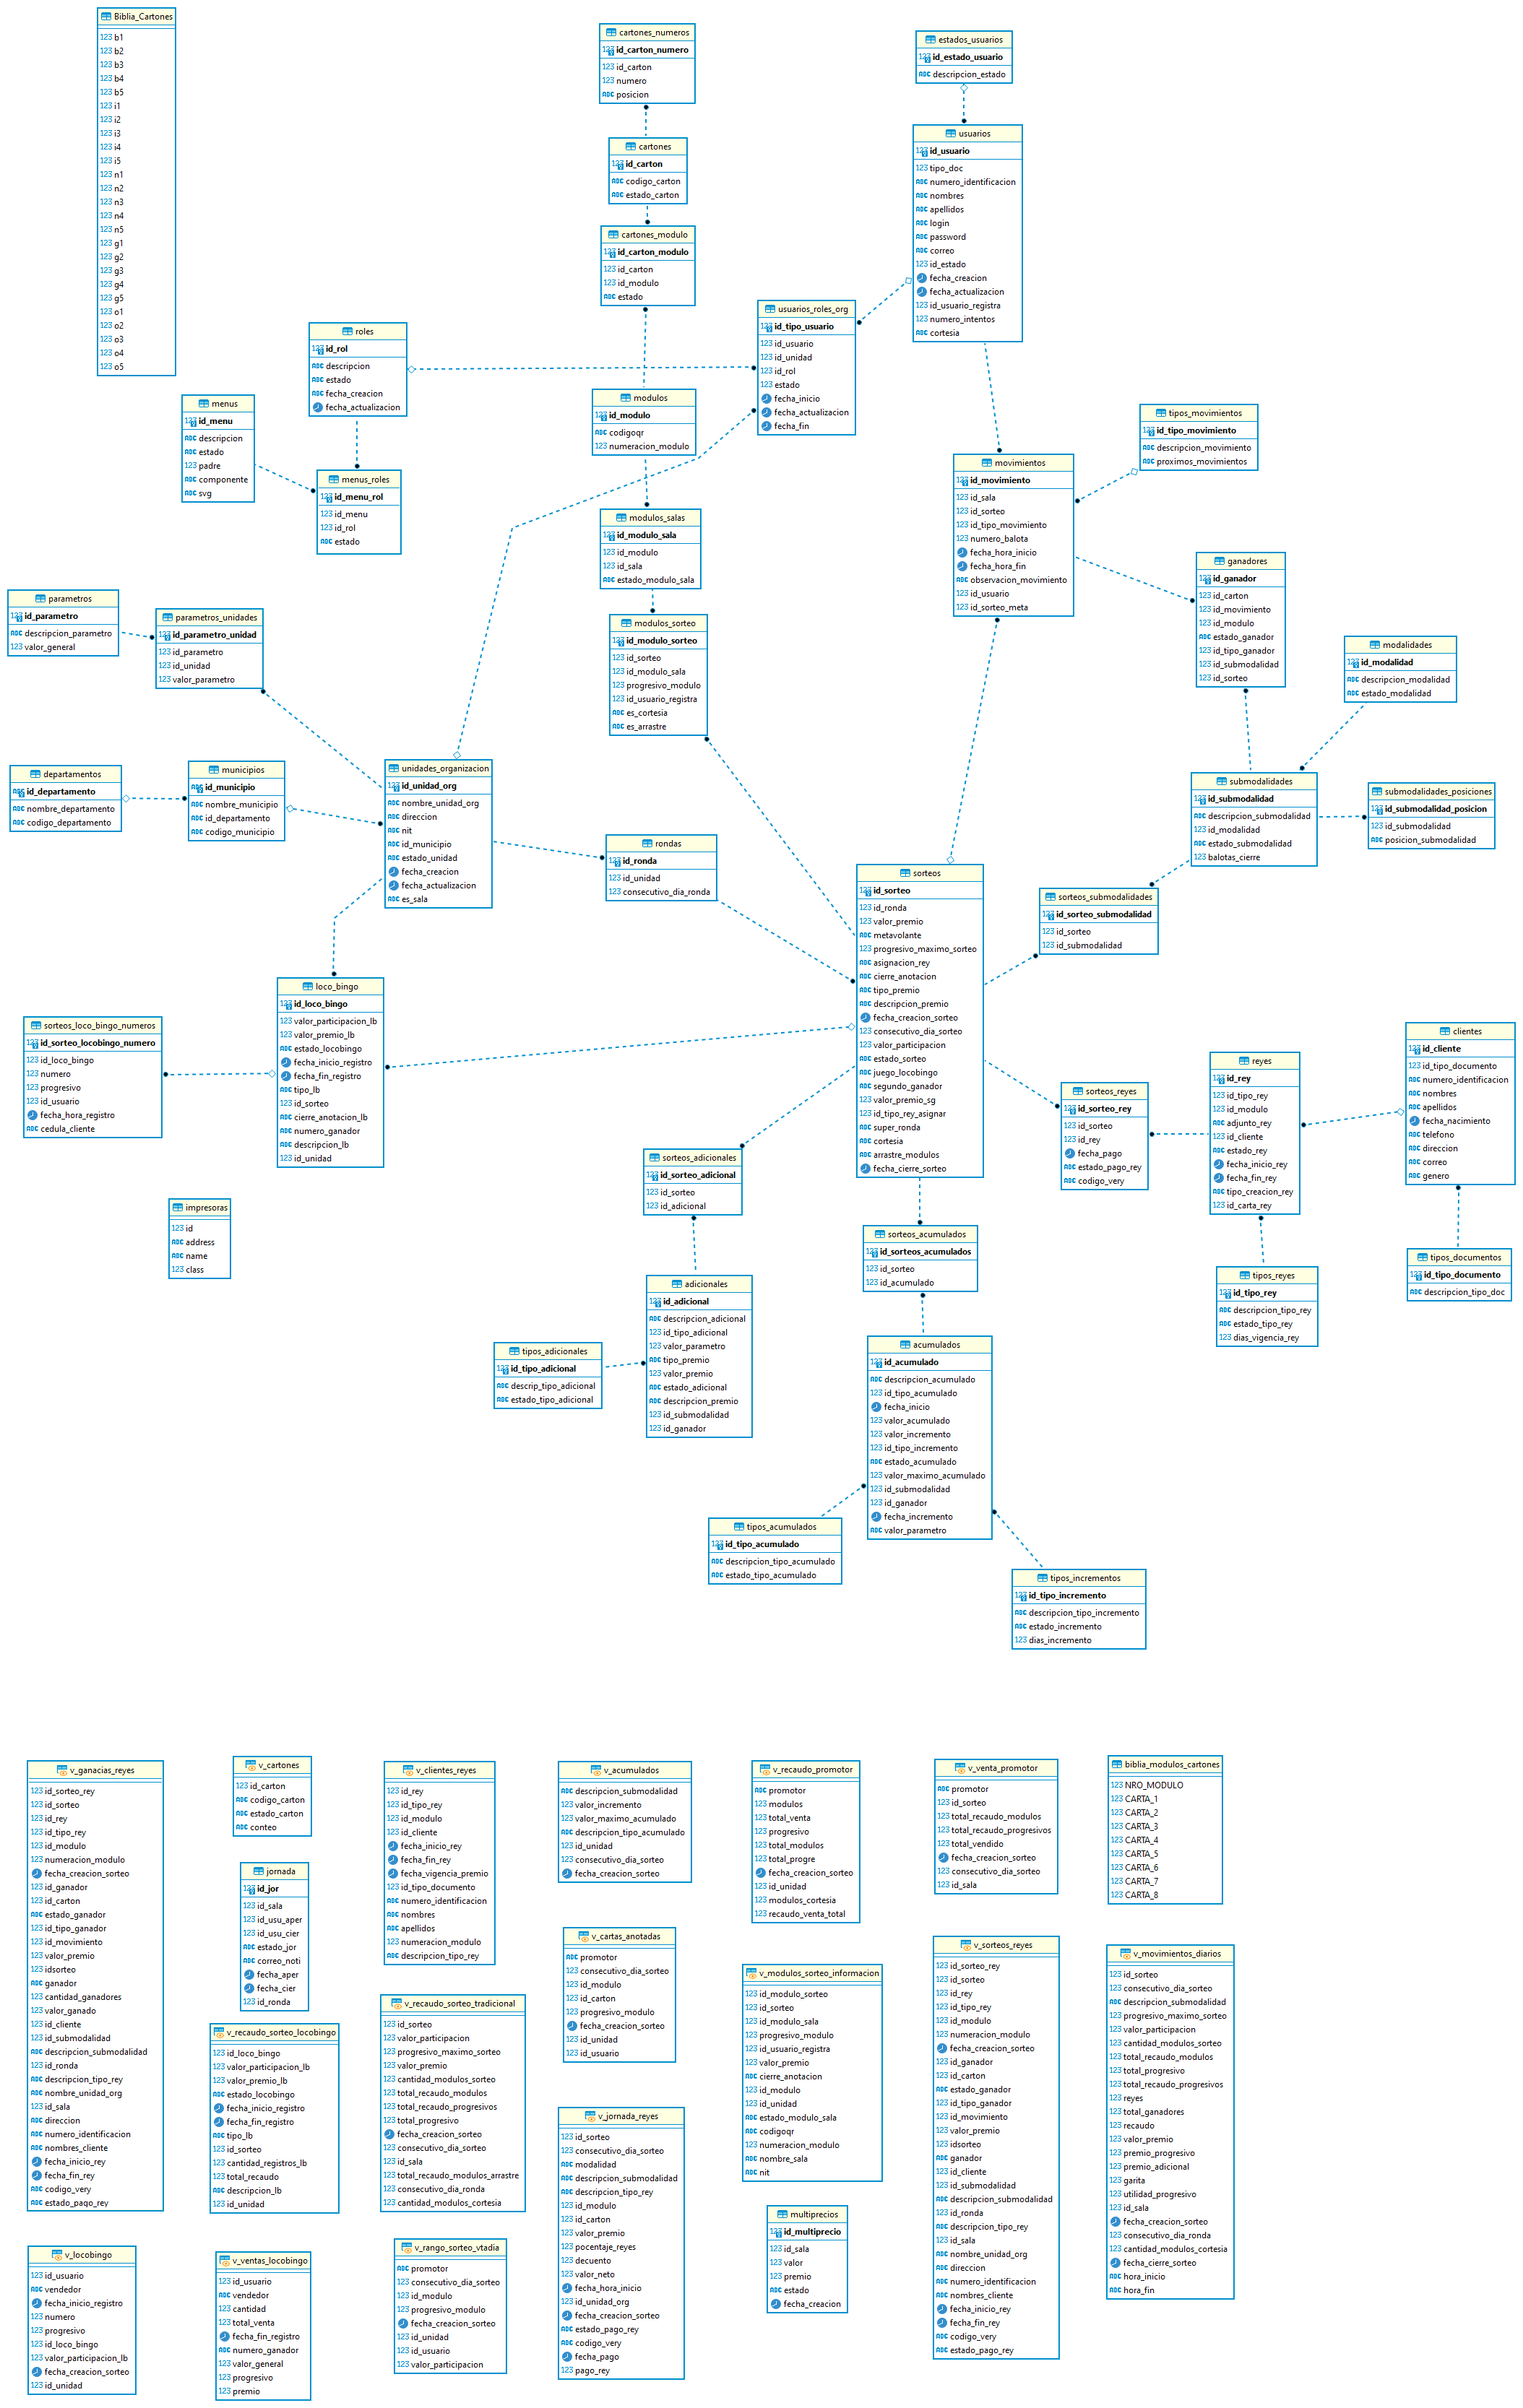 Biblia_Cartones
123 b1
123 b2
123 b3
123 b4
123 b5
123 i1
123 i2
123 i3
123 i4
123 i5
123 n1
123 n2
123 n3
123 n4
123 n5
123 g1
123 g2
123 g3
123 g4
123 g5
123 o1
123 o2
123 o3
123 o4
123 o5
cartones_numeros
123 id_carton_numero
123 id_carton
123 numero
ABC posicion
estados_usuarios
123 id_estado_usuario
ABC descripcion_estado
cartones
123 id_carton
ABC codigo_carton
ABC estado_carton
usuarios
123 id_usuario
123 tipo_doc
ABC numero_identificacion
ABC nombres
ABC apellidos
ABC login
ABC password
ABC correo
123 id_estado
fecha_creacion
fecha_actualizacion
123 id_usuario_registra
123 numero_intentos
ABC cortesia
cartones_modulo
123 id_carton_modulo
123 id_carton
123 id_modulo
ABC estado
usuarios_roles_org
123 id_tipo_usuario
123 id_usuario
123 id_unidad
123 id_rol
123 estado
fecha_inicio
fecha_actualizacion
fecha_fin
roles
123 id_rol
ABC descripcion
ABC estado
ABC fecha_creacion
fecha_actualizacion
menus
123 id_menu
ABC descripcion
ABC estado
123 padre
ABC componente
ABC svg
menus_roles
123 id_menu_rol
123 id_menu
123 id_rol
ABC estado
modulos
123 id_modulo
ABC codigoqr
123 numeracion_modulo
tipos_movimientos
123 id_tipo_movimiento
ABC descripcion_movimiento
ABC proximos_movimientos
movimientos
123 id_movimiento
123 id_sala
123 id_sorteo
123 id_tipo_movimiento
123 numero_balota
fecha_hora_inicio
fecha_hora_fin
ABC observacion_movimiento
123 id_usuario
123 id_sorteo_meta
modulos_salas
123 id_modulo_sala
123 id_modulo
123 id_sala
ABC estado_modulo_sala
ganadores
123 id_ganador
123 id_carton
123 id_movimiento
123 id_modulo
ABC estado_ganador
123 id_tipo_ganador
123 id_submodalidad
123 id_sorteo
parametros
123 id_parametro
ABC descripcion_parametro
123 valor_general
parametros_unidades
123 id_parametro_unidad
123 id_parametro
123 id_unidad
123 valor_parametro
modulos_sorteo
123 id_modulo_sorteo
123 id_sorteo
123 id_modulo_sala
123 progresivo_modulo
123 id_usuario_registra
ABC es_cortesia
ABC es_arrastre
modalidades
123 id_modalidad
ABC descripcion_modalidad
ABC estado_modalidad
departamentos
ABC id_departamento
ABC nombre_departamento
ABC codigo_departamento
municipios
ABC id_municipio
ABC nombre_municipio
ABC id_departamento
ABC codigo_municipio
unidades_organizacion
123 id_unidad_org
ABC nombre_unidad_org
ABC direccion
ABC nit
ABC id_municipio
ABC estado_unidad
fecha_creacion
fecha_actualizacion
ABC es_sala
submodalidades
123 id_submodalidad
ABC descripcion_submodalidad
123 id_modalidad
ABC estado_submodalidad
123 balotas_cierre
submodalidades_posiciones
123 id_submodalidad_posicion
123 id_submodalidad
ABC posicion_submodalidad
rondas
123 id_ronda
123 id_unidad
123 consecutivo_dia_ronda
sorteos
123 id_sorteo
123 id_ronda
123 valor_premio
ABC metavolante
123 progresivo_maximo_sorteo
ABC asignacion_rey
ABC cierre_anotacion
ABC tipo_premio
ABC descripcion_premio
fecha_creacion_sorteo
123 consecutivo_dia_sorteo
123 valor_participacion
ABC estado_sorteo
ABC juego_locobingo
ABC segundo_ganador
123 valor_premio_sg
123 id_tipo_rey_asignar
ABC super_ronda
ABC cortesia
ABC arrastre_modulos
fecha_cierre_sorteo
sorteos_submodalidades
123 id_sorteo_submodalidad
123 id_sorteo
123 id_submodalidad
loco_bingo
123 id_loco_bingo
123 valor_participacion_lb
123 valor_premio_lb
ABC estado_locobingo
fecha_inicio_registro
fecha_fin_registro
ABC tipo_lb
123 id_sorteo
ABC cierre_anotacion_lb
ABC numero_ganador
ABC descripcion_lb
123 id_unidad
sorteos_loco_bingo_numeros
123 id_sorteo_locobingo_numero
123 id_loco_bingo
123 numero
123 progresivo
123 id_usuario
fecha_hora_registro
ABC cedula_cliente
clientes
123 id_cliente
123 id_tipo_documento
ABC numero_identificacion
ABC nombres
ABC apellidos
fecha_nacimiento
ABC telefono
ABC direccion
ABC correo
ABC genero
reyes
123 id_rey
123 id_tipo_rey
123 id_modulo
ABC adjunto_rey
123 id_cliente
ABC estado_rey
fecha_inicio_rey
fecha_fin_rey
ABC tipo_creacion_rey
123 id_carta_rey
sorteos_reyes
123 id_sorteo_rey
123 id_sorteo
123 id_rey
fecha_pago
ABC estado_pago_rey
ABC codigo_very
sorteos_adicionales
123 id_sorteo_adicional
123 id_sorteo
123 id_adicional
impresoras
123 id
ABC address
ABC name
123 class
sorteos_acumulados
123 id_sorteos_acumulados
123 id_sorteo
123 id_acumulado
tipos_documentos
123 id_tipo_documento
ABC descripcion_tipo_doc
tipos_reyes
123 id_tipo_rey
ABC descripcion_tipo_rey
ABC estado_tipo_rey
123 dias_vigencia_rey
adicionales
123 id_adicional
ABC descripcion_adicional
123 id_tipo_adicional
123 valor_parametro
ABC tipo_premio
123 valor_premio
ABC estado_adicional
ABC descripcion_premio
123 id_submodalidad
123 id_ganador
tipos_adicionales
123 id_tipo_adicional
ABC descrip_tipo_adicional
ABC estado_tipo_adicional
acumulados
123 id_acumulado
ABC descripcion_acumulado
123 id_tipo_acumulado
fecha_inicio
123 valor_acumulado
123 valor_incremento
123 id_tipo_incremento
ABC estado_acumulado
123 valor_maximo_acumulado
123 id_submodalidad
123 id_ganador
fecha_incremento
ABC valor_parametro
tipos_acumulados
123 id_tipo_acumulado
ABC descripcion_tipo_acumulado
ABC estado_tipo_acumulado
tipos_incrementos
123 id_tipo_incremento
ABC descripcion_tipo_incremento
ABC estado_incremento
123 dias_incremento
v_ganacias_reyes
123 id_sorteo_rey
123 id_sorteo
123 id_rey
123 id_tipo_rey
123 id_modulo
123 numeracion_modulo
fecha_creacion_sorteo
123 id_ganador
123 id_carton
ABC estado_ganador
123 id_tipo_ganador
123 id_movimiento
123 valor_premio
123 idsorteo
ABC ganador
123 cantidad_ganadores
123 valor_ganado
123 id_cliente
123 id_submodalidad
ABC descripcion_submodalidad
123 id_ronda
ABC descripcion_tipo_rey
ABC nombre_unidad_org
123 id_sala
ABC direccion
ABC numero_identificacion
ABC nombres_cliente
fecha_inicio_rey
fecha_fin_rey
ABC codigo_very
ABC estado_pago_rey
v_cartones
123 id_carton
ABC codigo_carton
ABC estado_carton
ABC conteo
v_clientes_reyes
123 id_rey
123 id_tipo_rey
123 id_modulo
123 id_cliente
fecha_inicio_rey
fecha_fin_rey
fecha_vigencia_premio
123 id_tipo_documento
ABC numero_identificacion
ABC nombres
ABC apellidos
123 numeracion_modulo
ABC descripcion_tipo_rey
v_acumulados
ABC descripcion_submodalidad
123 valor_incremento
123 valor_maximo_acumulado
ABC descripcion_tipo_acumulado
123 id_unidad
123 consecutivo_dia_sorteo
fecha_creacion_sorteo
v_recaudo_promotor
ABC promotor
123 modulos
123 total_venta
123 progresivo
123 total_modulos
123 total_progre
fecha_creacion_sorteo
123 id_unidad
123 modulos_cortesia
123 recaudo_venta_total
v_venta_promotor
ABC promotor
123 id_sorteo
123 total_recaudo_modulos
123 total_recaudo_progresivos
123 total_vendido
fecha_creacion_sorteo
123 consecutivo_dia_sorteo
123 id_sala
biblia_modulos_cartones
123 NRO_MODULO
123 CARTA_1
123 CARTA_2
123 CARTA_3
123 CARTA_4
123 CARTA_5
123 CARTA_6
123 CARTA_7
123 CARTA_8
jornada
123 id_jor
123 id_sala
123 id_usu_aper
123 id_usu_cier
ABC estado_jor
ABC correo_noti
fecha_aper
fecha_cier
123 id_ronda
v_cartas_anotadas
ABC promotor
123 consecutivo_dia_sorteo
123 id_modulo
123 id_carton
123 progresivo_modulo
fecha_creacion_sorteo
123 id_unidad
123 id_usuario
v_modulos_sorteo_informacion
123 id_modulo_sorteo
123 id_sorteo
123 id_modulo_sala
123 progresivo_modulo
123 id_usuario_registra
123 valor_premio
ABC cierre_anotacion
123 id_modulo
123 id_unidad
ABC estado_modulo_sala
ABC codigoqr
123 numeracion_modulo
ABC nombre_sala
ABC nit
v_sorteos_reyes
123 id_sorteo_rey
123 id_sorteo
123 id_rey
123 id_tipo_rey
123 id_modulo
123 numeracion_modulo
fecha_creacion_sorteo
123 id_ganador
123 id_carton
ABC estado_ganador
123 id_tipo_ganador
123 id_movimiento
123 valor_premio
123 idsorteo
ABC ganador
123 id_cliente
123 id_submodalidad
ABC descripcion_submodalidad
123 id_ronda
ABC descripcion_tipo_rey
123 id_sala
ABC nombre_unidad_org
ABC direccion
ABC numero_identificacion
ABC nombres_cliente
fecha_inicio_rey
fecha_fin_rey
ABC codigo_very
ABC estado_pago_rey
v_movimientos_diarios
123 id_sorteo
123 consecutivo_dia_sorteo
ABC descripcion_submodalidad
123 progresivo_maximo_sorteo
123 valor_participacion
123 cantidad_modulos_sorteo
123 total_recaudo_modulos
123 total_progresivo
123 total_recaudo_progresivos
123 reyes
123 total_ganadores
123 recaudo
123 valor_premio
123 premio_progresivo
123 premio_adicional
123 garita
123 utilidad_progresivo
123 id_sala
fecha_creacion_sorteo
123 consecutivo_dia_ronda
123 cantidad_modulos_cortesia
fecha_cierre_sorteo
ABC hora_inicio
ABC hora_fin
v_recaudo_sorteo_tradicional
123 id_sorteo
123 valor_participacion
123 progresivo_maximo_sorteo
123 valor_premio
123 cantidad_modulos_sorteo
123 total_recaudo_modulos
123 total_recaudo_progresivos
123 total_progresivo
fecha_creacion_sorteo
123 consecutivo_dia_sorteo
123 id_sala
123 total_recaudo_modulos_arrastre
123 consecutivo_dia_ronda
123 cantidad_modulos_cortesia
v_recaudo_sorteo_locobingo
123 id_loco_bingo
123 valor_participacion_lb
123 valor_premio_lb
ABC estado_locobingo
fecha_inicio_registro
fecha_fin_registro
ABC tipo_lb
123 id_sorteo
123 cantidad_registros_lb
123 total_recaudo
ABC descripcion_lb
123 id_unidad
v_jornada_reyes
123 id_sorteo
123 consecutivo_dia_sorteo
ABC modalidad
ABC descripcion_submodalidad
ABC descripcion_tipo_rey
123 id_modulo
123 id_carton
123 valor_premio
123 pocentaje_reyes
123 decuento
123 valor_neto
fecha_hora_inicio
123 id_unidad_org
fecha_creacion_sorteo
ABC estado_pago_rey
ABC codigo_very
fecha_pago
123 pago_rey
multiprecios
123 id_multiprecio
123 id_sala
123 valor
123 premio
ABC estado
fecha_creacion
v_locobingo
123 id_usuario
ABC vendedor
fecha_inicio_registro
123 numero
123 progresivo
123 id_loco_bingo
123 valor_participacion_lb
fecha_creacion_sorteo
123 id_unidad
v_ventas_locobingo
123 id_usuario
ABC vendedor
123 cantidad
123 total_venta
fecha_fin_registro
ABC numero_ganador
123 valor_general
123 progresivo
123 premio
v_rango_sorteo_vtadia
ABC promotor
123 consecutivo_dia_sorteo
123 id_modulo
123 progresivo_modulo
fecha_creacion_sorteo
123 id_unidad
123 id_usuario
123 valor_participacion